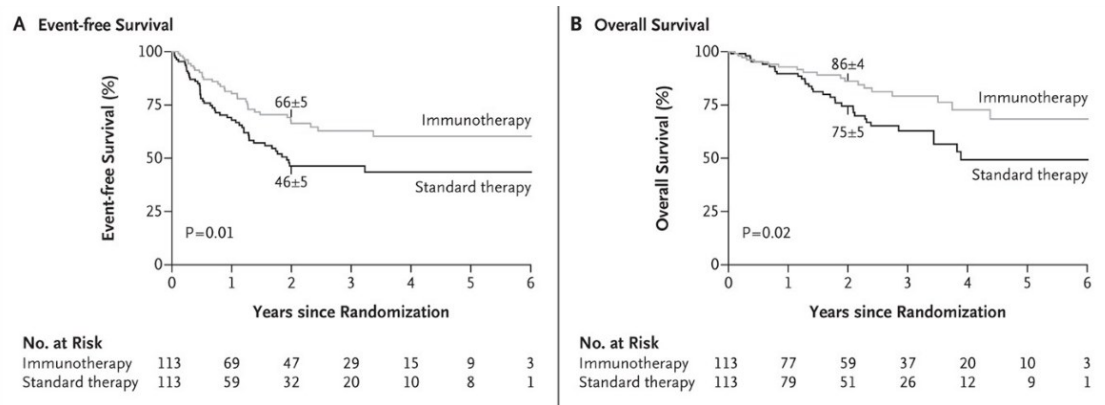 A Event-free Survival
Event-free Survival (%)
100
75
50
25
0
66±5
46±5
Immunotherapy
Standard therapy
P=0.01
0 1 2 3 4 5 6
Years since Randomization
No. at Risk
Immunotherapy 113 69 47 29 15 9 3
Standard therapy 113 59 32 20 10 8 1
B Overall Survival
Overall Survival (%)
100
75
50
25
0
86±4
75±5
Immunotherapy
Standard therapy
P=0.02
0 1 2 3 4 5 6
Years since Randomization
No. at Risk
Immunotherapy 113 77 59 37 20 10 3
Standard therapy 113 79 51 26 12 9 1